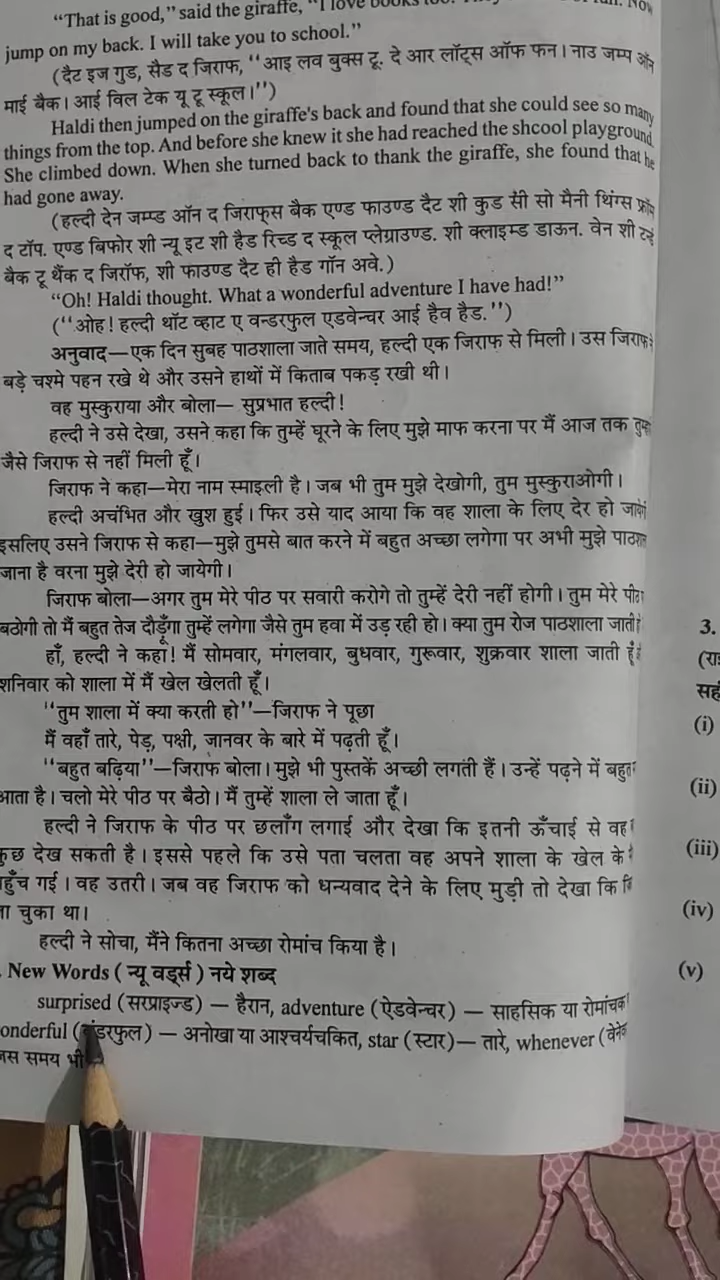 "That is good," said the giraffe, "I love books too. Now
jump on my back. I will take you to school."
(दैट इज गुड, सैड द जिराफ, "आइ लव बुक्स टू. दे आर लॉट्स ऑफ फन। नाउ जम्प ऑन
माई बैक। आई विल टेक यू टू स्कूल।")
Haldi then jumped on the giraffe's back and found that she could see so many
things from the top. And before she knew it she had reached the shcool playground
She climbed down. When she turned back to thank the giraffe, she found that he
had gone away.
(हल्दी देन जम्प्ड ऑन द जिराफ्स बैक एण्ड फाउण्ड दैट शी कुड सी सो मैनी थिंग्स फ्रॉम
द टॉप. एण्ड बिफोर शी न्यू इट शी हैड रिच्ड द स्कूल प्लेग्राउण्ड. शी क्लाइम्ड डाऊन. वेन शी
बैक टू थैंक द जिरॉफ, शी फाउण्ड दैट ही हैड गॉन अवे.)
"Oh! Haldi thought. What a wonderful adventure I have had!"
("ओह! हल्दी थॉट व्हाट ए वन्डरफुल एडवेन्चर आई हैव हैड.")
अनुवाद—एक दिन सुबह पाठशाला जाते समय, हल्दी एक जिराफ से मिली। उस जिराफ
बड़े चश्मे पहन रखे थे और उसने हाथों में किताब पकड़ रखी थी।
वह मुस्कुराया और बोला— सुप्रभात हल्दी!
हल्दी ने उसे देखा, उसने कहा कि तुम्हें घूरने के लिए मुझे माफ करना पर मैं आज तक
जैसे जिराफ से नहीं मिली हूँ।
जिराफ ने कहा—मेरा नाम स्माइली है। जब भी तुम मुझे देखोगी, तुम मुस्कुराओगी।
हल्दी अचंभित और खुश हुई। फिर उसे याद आया कि वह शाला के लिए देर हो
इसलिए उसने जिराफ से कहा—मुझे तुमसे बात करने में बहुत अच्छा लगेगा पर अभी मुझे
जाना है वरना मुझे देरी हो जायेगी।
जिराफ बोला—अगर तुम मेरे पीठ पर सवारी करोगे तो तुम्हें देरी नहीं होगी। तुम मेरे
बठोगी तो मैं बहुत तेज दौड़ूँगा तुम्हें लगेगा जैसे तुम हवा में उड़ रही हो। क्या तुम रोज पाठशाला जाती
हाँ, हल्दी ने कहा! मैं सोमवार, मंगलवार, बुधवार, गुरूवार, शुक्रवार शाला जाती हूँ
शनिवार को शाला में मैं खेल खेलती हूँ।
"तुम शाला में क्या करती हो"—जिराफ ने पूछा
मैं वहाँ तारे, पेड़, पक्षी, जानवर के बारे में पढ़ती हूँ।
"बहुत बढ़िया"—जिराफ बोला। मुझे भी पुस्तकें अच्छी लगती हैं। उन्हें पढ़ने में बहुत
आता है। चलो मेरे पीठ पर बैठो। मैं तुम्हें शाला ले जाता हूँ।
हल्दी ने जिराफ के पीठ पर छलाँग लगाई और देखा कि इतनी ऊँचाई से वह
कुछ देख सकती है। इससे पहले कि उसे पता चलता वह अपने शाला के खेल के
हुँच गई। वह उतरी। जब वह जिराफ को धन्यवाद देने के लिए मुड़ी तो देखा कि
चुका था।
हल्दी ने सोचा, मैंने कितना अच्छा रोमांच किया है।
New Words (न्यू वर्ड्स) नये शब्द
surprised (सरप्राइज्ड) — हैरान, adventure (ऐडवेन्चर) — साहसिक या रोमांचक
onderful (वंडरफुल) — अनोखा या आश्चर्यचकित, star (स्टार)— तारे, whenever
समय भी
3.
सह
(i)
(ii)
(iii)
(iv)
(v)